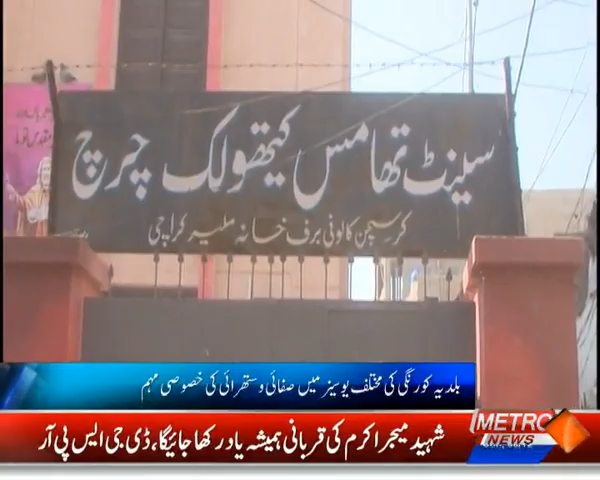 سینٹ تھامس کیتھولک چرچ
کرسچن کالونی برف خانہ ملیر کراچی
بلدیہ کورنگی کی مختلف یوسیز میں صفائی و ستھرائی کی خصوصی مہم
شہید میجر اکرم کی قربانی ہمیشہ یاد رکھا جائیگا، ڈی جی ایس پی آر
METRO
NEWS